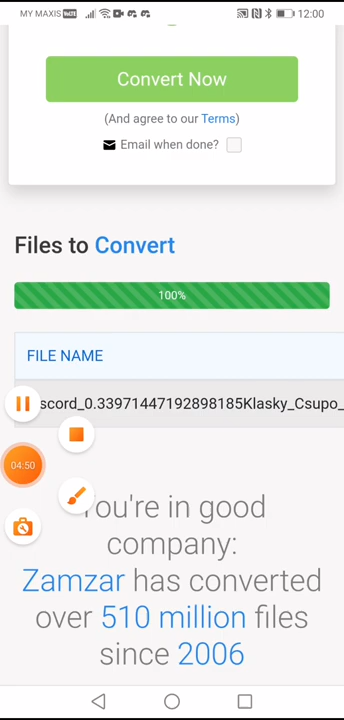 MY MAXIS VoLTE 12:00
Convert Now
(And agree to our Terms)
Email when done?
Files to Convert
100%
FILE NAME
scord_0.33971447192898185Klasky_Csupo_
04:50
You're in good
company:
Zamzar has converted
over 510 million files
since 2006